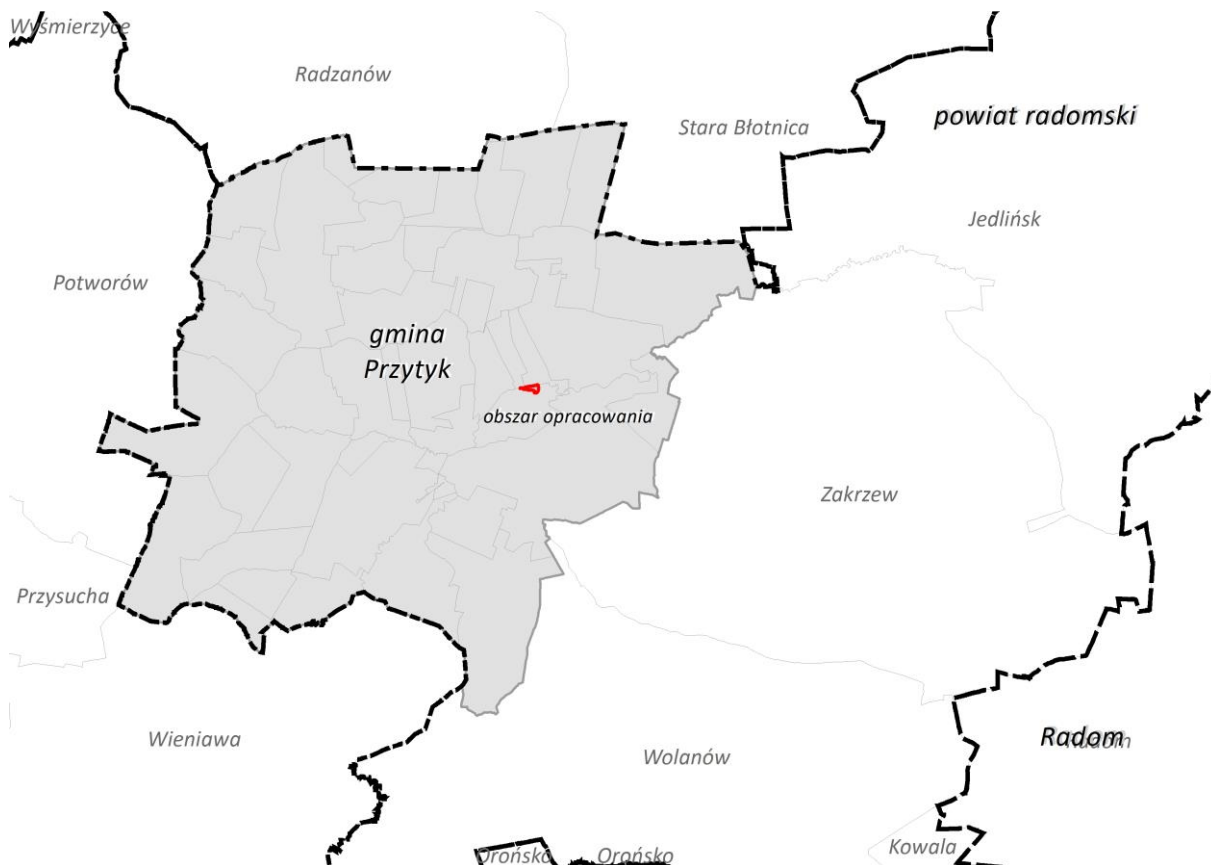 Wyśmierzyce
Radzanów
Stara Błotnica
powiat radomski
Jedlińsk
Potworów
gmina
Przytyk
obszar opracowania
Zakrzew
Przysucha
Wieniawa
Radom
Radom
Wolanów
Kowala
Orońsko
Orońsko